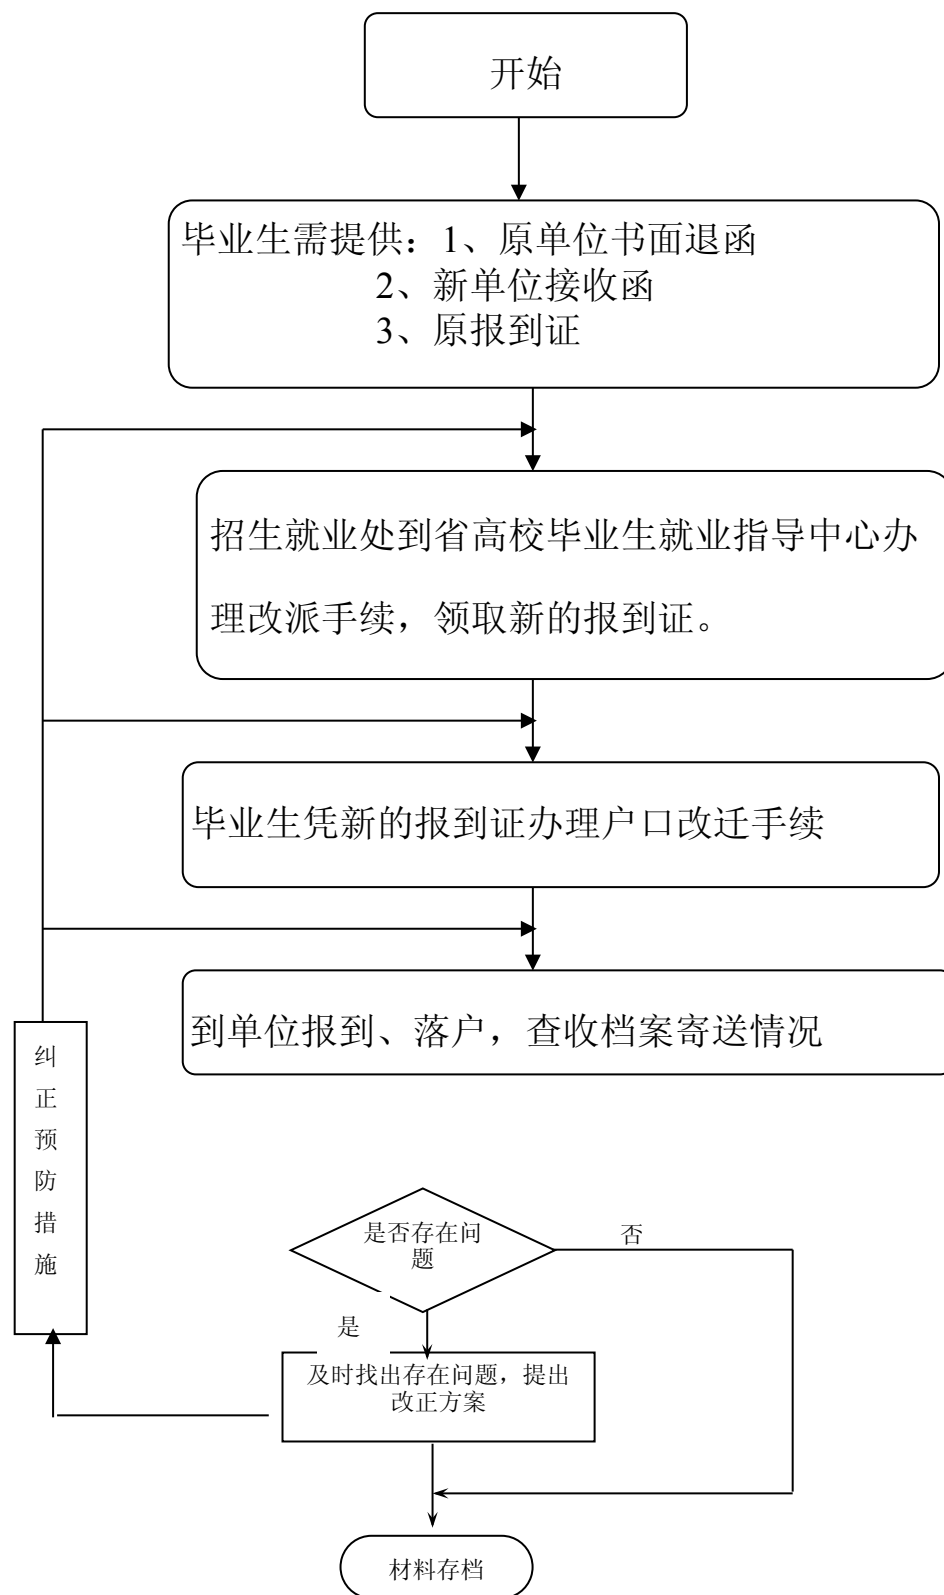 开始
毕业生需提供：1、原单位书面退函
2、新单位接收函
3、原报到证
招生就业处到省高校毕业生就业指导中心办
理改派手续，领取新的报到证。
毕业生凭新的报到证办理户口改迁手续
到单位报到、落户，查收档案寄送情况
纠
正
预
防
措
施
是否存在问
题
否
是
及时找出存在问题，提出
改正方案
材料存档